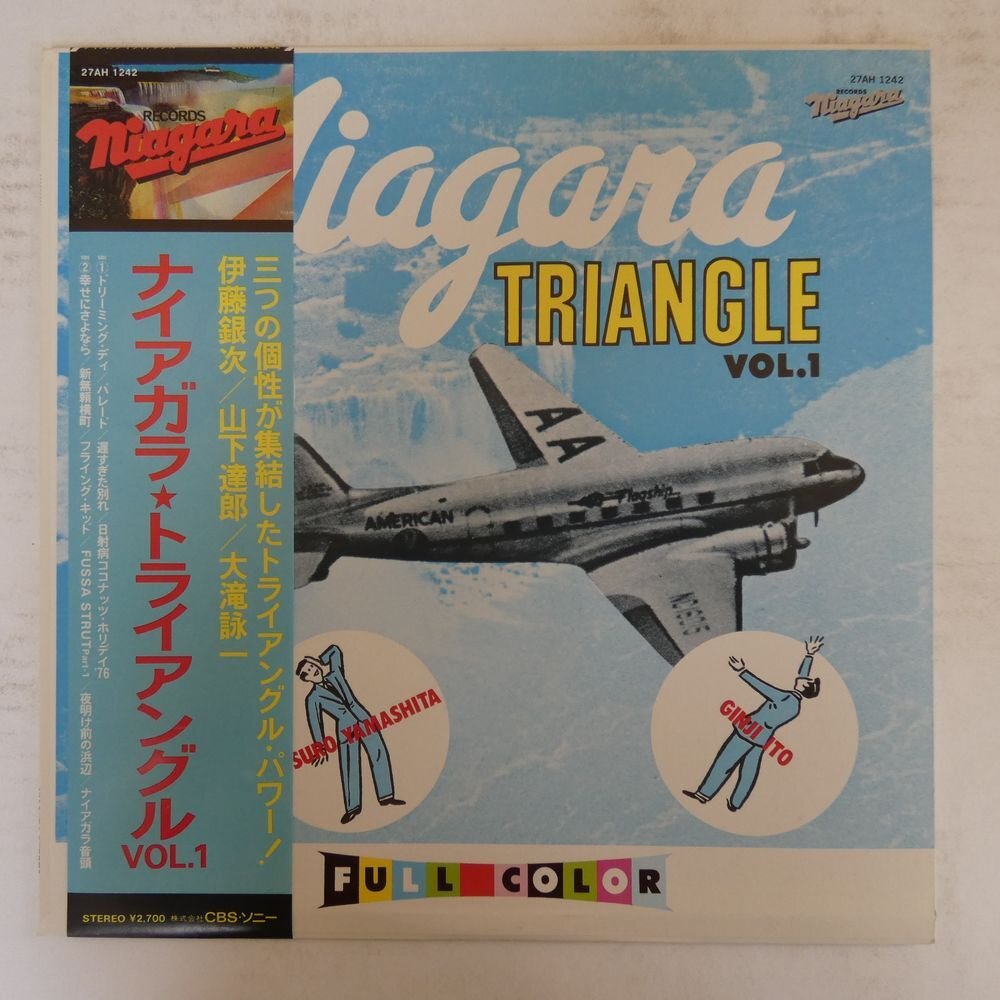 27AH 1242
RECORDS
Niagara
三つの個性が集結したトライアングル・パワー!
伊藤銀次/山下達郎/大滝詠一
ナイアガラ★トライアングル
VOL.1
①ドリーミング・デイ/パレード 遅すぎた別れ/日射病ココナッツ・ホリデイ'76
②幸せにさよなら/新無頼横町 フライング・キッド/FUSSA STRUT Part-1/夜明け前の浜辺 ナイアガラ音頭
STEREO ¥2,700 株式会社CBS・ソニー
27AH 1242
RECORDS
Niagara
Niagara
TRIANGLE
VOL.1
AA
AMERICAN
Flagship
SURO YAMASHITA
GINJI ITO
FULL COLOR